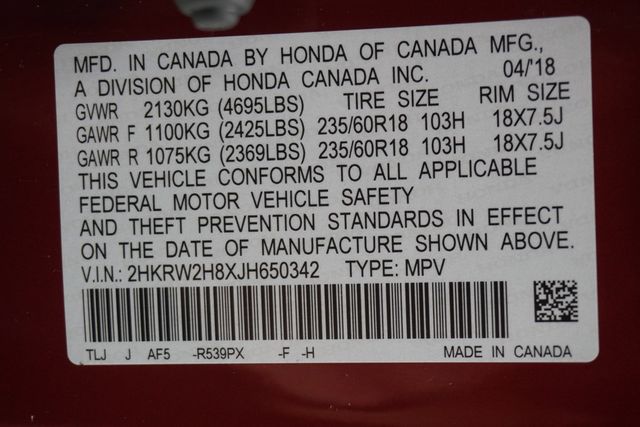 MFD. IN CANADA BY HONDA OF CANADA MFG.,
A DIVISION OF HONDA CANADA INC. 04/'18
GVWR 2130KG (4695LBS) TIRE SIZE RIM SIZE
GAWR F 1100KG (2425LBS) 235/60R18 103H 18X7.5J
GAWR R 1075KG (2369LBS) 235/60R18 103H 18X7.5J
THIS VEHICLE CONFORMS TO ALL APPLICABLE
FEDERAL MOTOR VEHICLE SAFETY
AND THEFT PREVENTION STANDARDS IN EFFECT
ON THE DATE OF MANUFACTURE SHOWN ABOVE.
V.I.N.: 2HKRW2H8XJH650342 TYPE: MPV
TLJ J AF5 -R539PX -F -H MADE IN CANADA